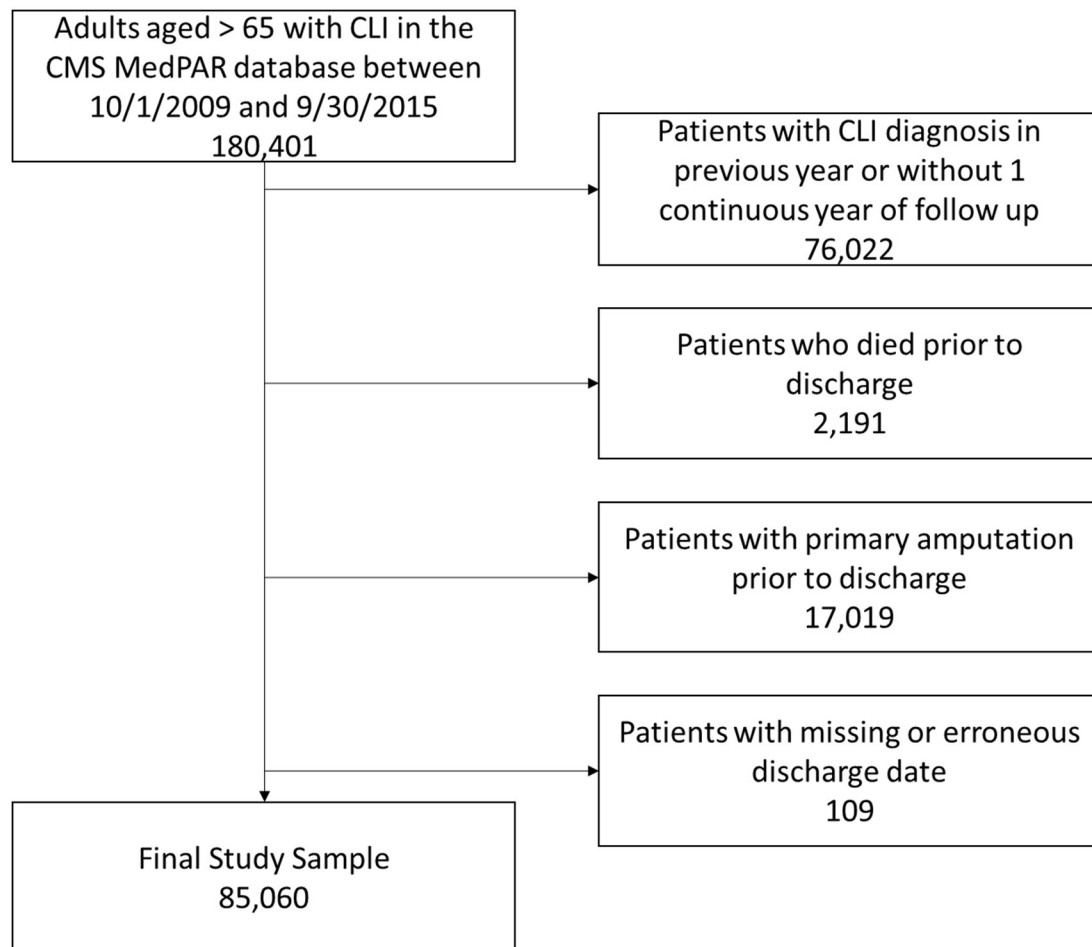 Adults aged > 65 with CLI in the
CMS MedPAR database between
10/1/2009 and 9/30/2015
180,401
Patients with CLI diagnosis in
previous year or without 1
continuous year of follow up
76,022
Patients who died prior to
discharge
2,191
Patients with primary amputation
prior to discharge
17,019
Patients with missing or erroneous
discharge date
109
Final Study Sample
85,060